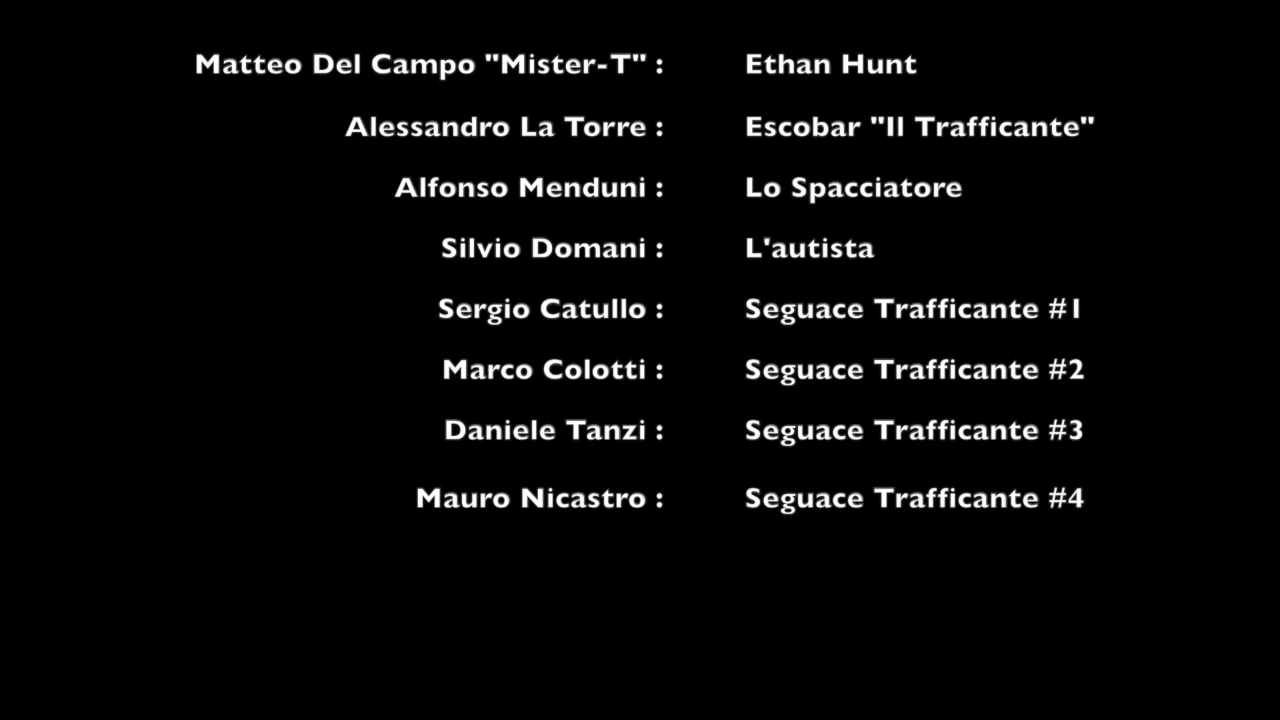 Matteo Del Campo "Mister-T" : Ethan Hunt
Alessandro La Torre : Escobar "Il Trafficante"
Alfonso Menduni : Lo Spacciatore
Silvio Domani : L'autista
Sergio Catullo : Seguace Trafficante #1
Marco Colotti : Seguace Trafficante #2
Daniele Tanzi : Seguace Trafficante #3
Mauro Nicastro : Seguace Trafficante #4